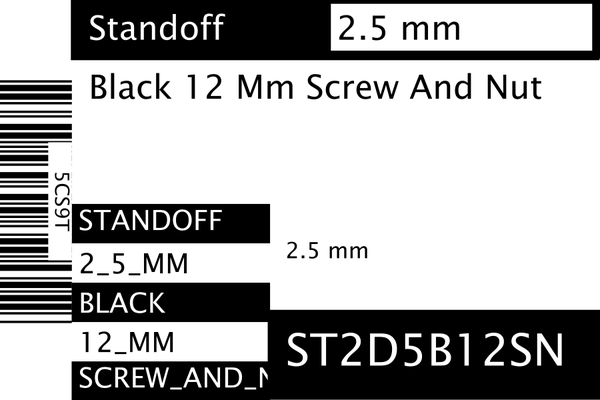 Standoff
2.5 mm
Black 12 Mm Screw And Nut
5CS9T
STANDOFF
2_5_MM
BLACK
12_MM
SCREW_AND_N
2.5 mm
ST2D5B12SN